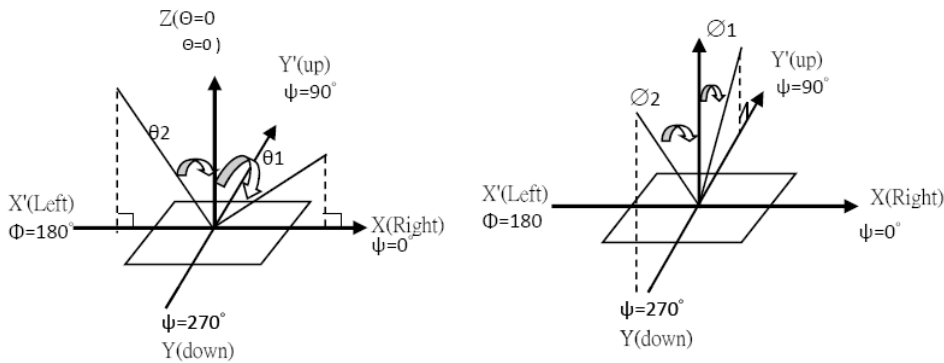 Z(Θ=0
Θ=0 )
Y'(up)
ψ=90°
θ2
θ1
X'(Left)
Φ=180°
X(Right)
ψ=0°
ψ=270°
Y(down)
∅1
Y'(up)
ψ=90°
∅2
X'(Left)
Φ=180
X(Right)
ψ=0°
ψ=270°
Y(down)